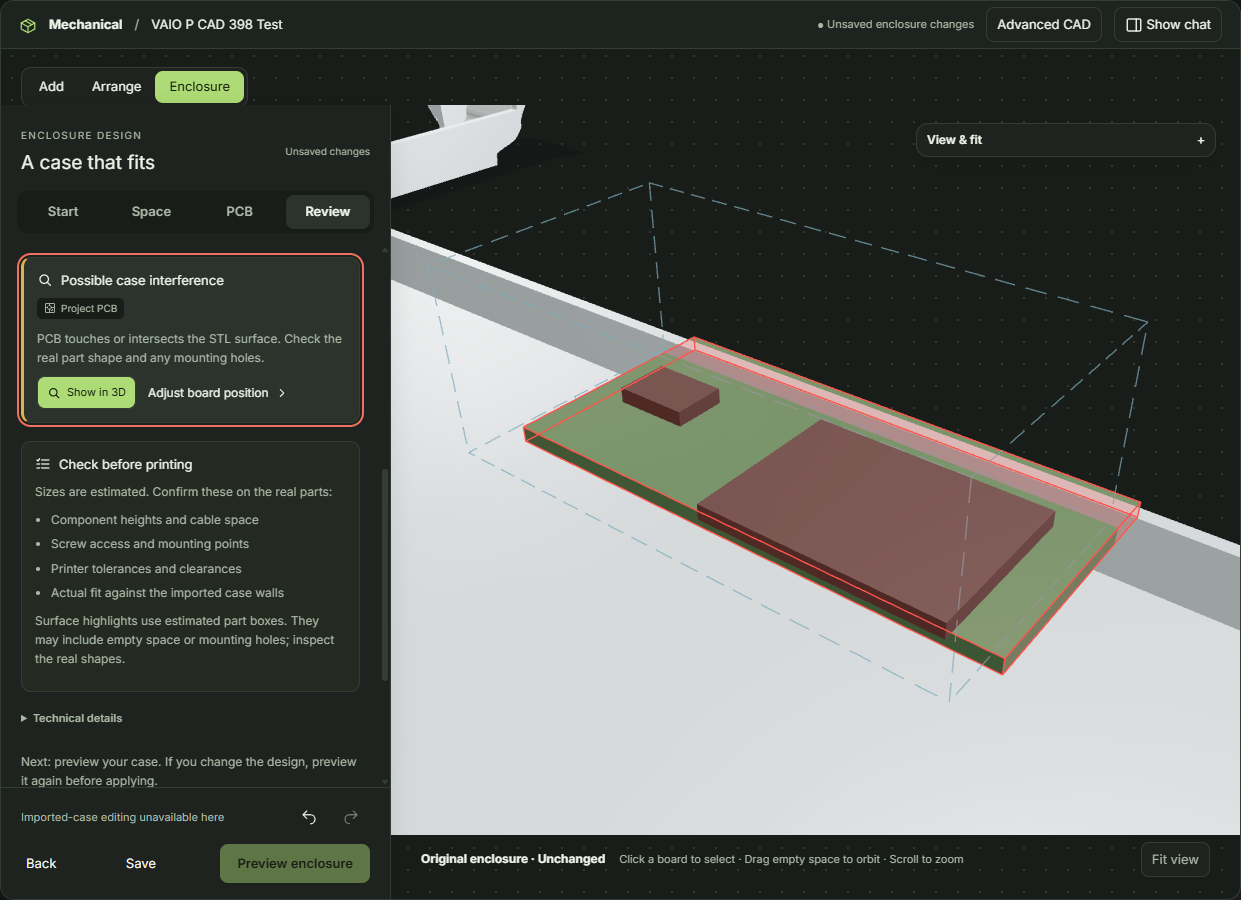 Mechanical / VAIO P CAD 398 Test
● Unsaved enclosure changes
Advanced CAD
Show chat
Add
Arrange
Enclosure
ENCLOSURE DESIGN
A case that fits
Unsaved changes
View & fit +
Start
Space
PCB
Review
Possible case interference
Project PCB
PCB touches or intersects the STL surface. Check the
real part shape and any mounting holes.
Show in 3D
Adjust board position
Check before printing
Sizes are estimated. Confirm these on the real parts:
• Component heights and cable space
• Screw access and mounting points
• Printer tolerances and clearances
• Actual fit against the imported case walls
Surface highlights use estimated part boxes. They
may include empty space or mounting holes; inspect
the real shapes.
Technical details
Next: preview your case. If you change the design, preview
it again before applying.
Imported-case editing unavailable here
Back
Save
Preview enclosure
Original enclosure · Unchanged
Click a board to select · Drag empty space to orbit · Scroll to zoom
Fit view